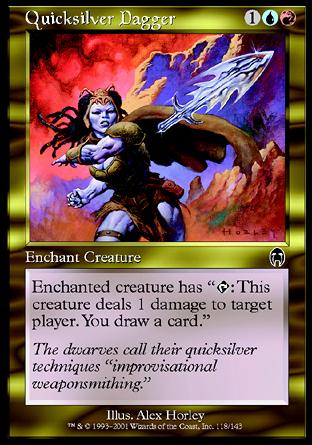 Quicksilver Dagger 1
HORLEY
Enchant Creature
Enchanted creature has “: This
creature deals 1 damage to target
player. You draw a card.”
The dwarves call their quicksilver
techniques “improvisational
weaponsmithing.”
Illus. Alex Horley
™ & © 1993–2001 Wizards of the Coast, Inc. 118/143